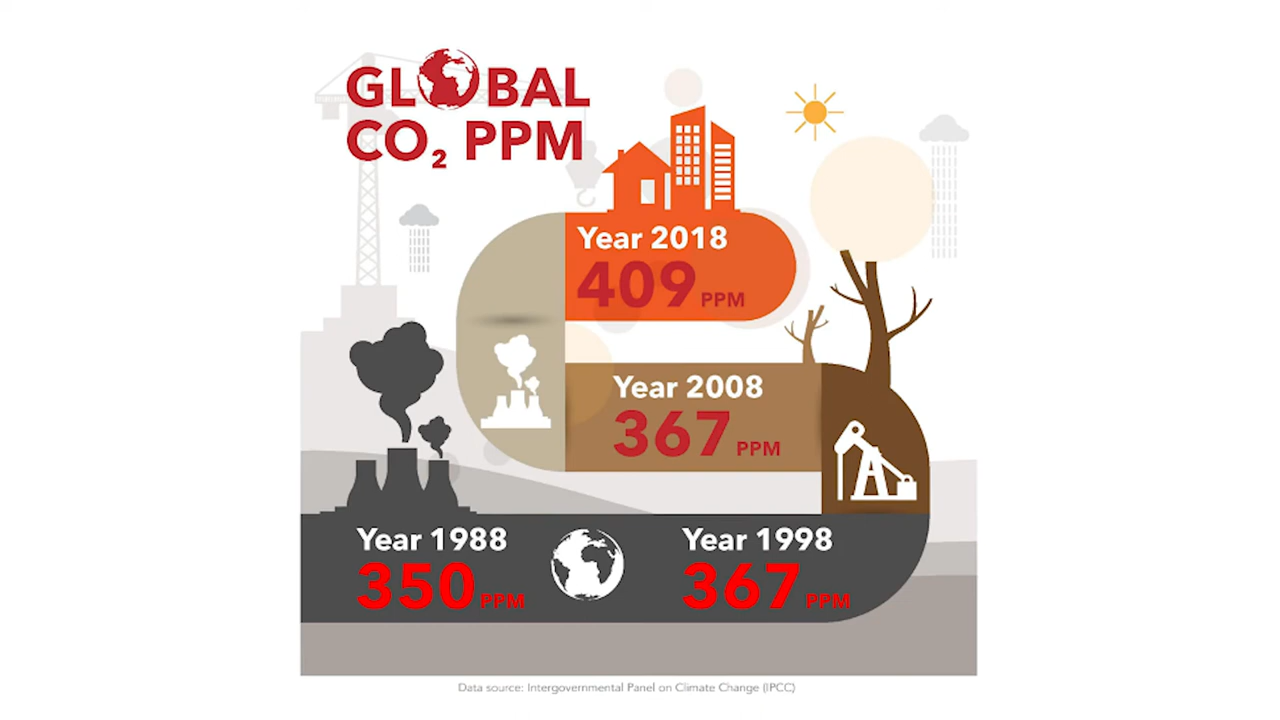 GLOBAL
CO₂ PPM
Year 2018
409 PPM
Year 2008
367 PPM
Year 1988
350 PPM
Year 1998
367 PPM
Data source: Intergovernmental Panel on Climate Change (IPCC)